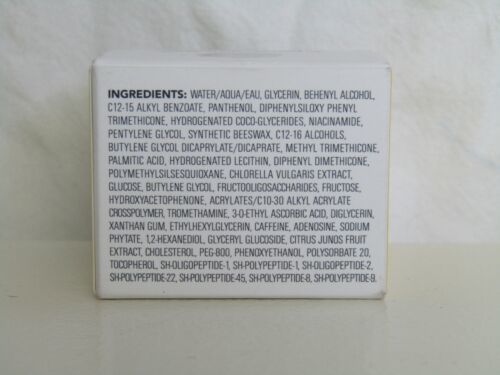 INGREDIENTS: WATER/AQUA/EAU, GLYCERIN, BEHENYL ALCOHOL,
C12-15 ALKYL BENZOATE, PANTHENOL, DIPHENYLSILOXY PHENYL
TRIMETHICONE, HYDROGENATED COCO-GLYCERIDES, NIACINAMIDE,
PENTYLENE GLYCOL, SYNTHETIC BEESWAX, C12-16 ALCOHOLS,
BUTYLENE GLYCOL DICAPRYLATE/DICAPRATE, METHYL TRIMETHICONE,
PALMITIC ACID, HYDROGENATED LECITHIN, DIPHENYL DIMETHICONE,
POLYMETHYLSILSESQUIOXANE, CHLORELLA VULGARIS EXTRACT,
GLUCOSE, BUTYLENE GLYCOL, FRUCTOOLIGOSACCHARIDES, FRUCTOSE,
HYDROXYACETOPHENONE, ACRYLATES/C10-30 ALKYL ACRYLATE
CROSSPOLYMER, TROMETHAMINE, 3-O-ETHYL ASCORBIC ACID, DIGLYCERIN,
XANTHAN GUM, ETHYLHEXYLGLYCERIN, CAFFEINE, ADENOSINE, SODIUM
PHYTATE, 1,2-HEXANEDIOL, GLYCERYL GLUCOSIDE, CITRUS JUNOS FRUIT
EXTRACT, CHOLESTEROL, PEG-800, PHENOXYETHANOL, POLYSORBATE 20,
TOCOPHEROL, SH-OLIGOPEPTIDE-1, SH-POLYPEPTIDE-1, SH-OLIGOPEPTIDE-2,
SH-POLYPEPTIDE-22, SH-POLYPEPTIDE-45, SH-POLYPEPTIDE-8, SH-POLYPEPTIDE-9.